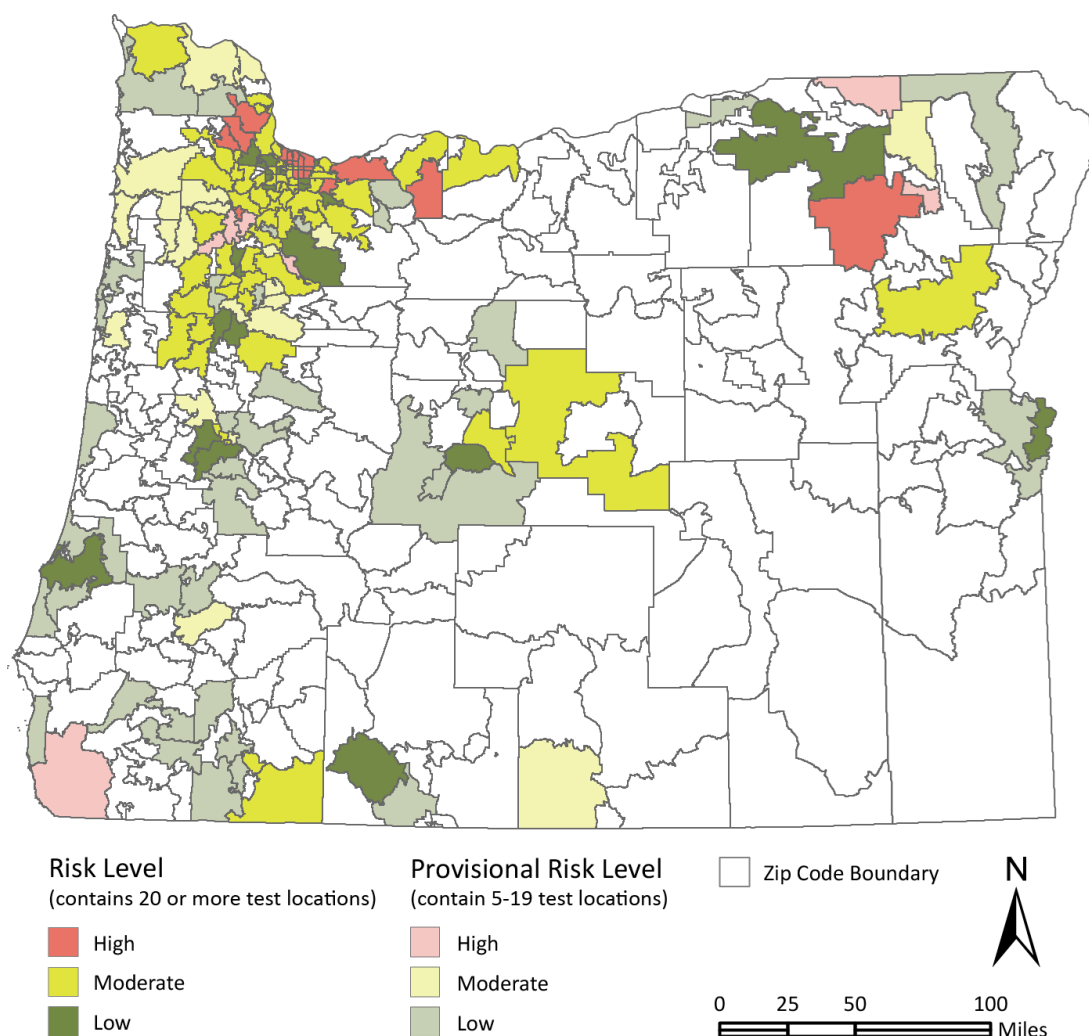 Risk Level
(contains 20 or more test locations)
High
Moderate
Low
Provisional Risk Level
(contain 5-19 test locations)
High
Moderate
Low
Zip Code Boundary
N
0 25 50 100
Miles